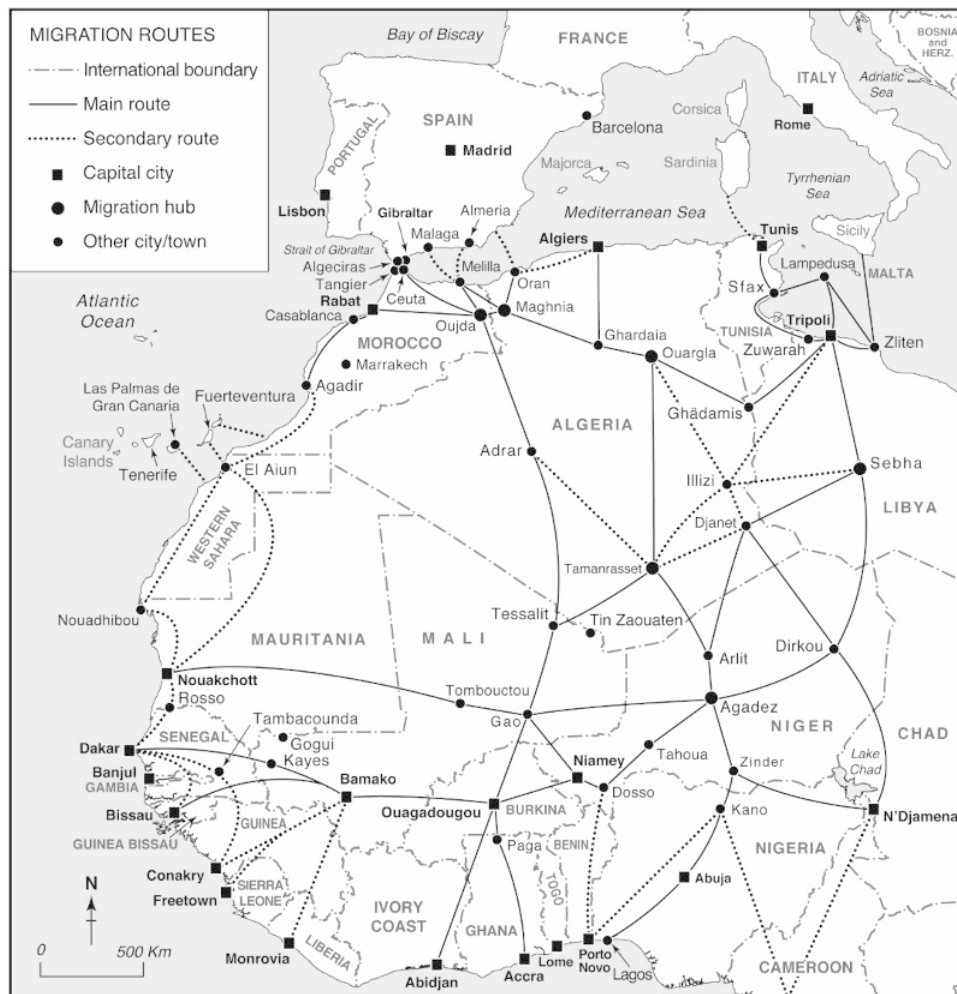 MIGRATION ROUTES
International boundary
Main route
Secondary route
Capital city
Migration hub
Other city/town
Bay of Biscay
FRANCE
BOSNIA
and
HERZ.
ITALY
Adriatic
Sea
Corsica
Rome
Barcelona
SPAIN
PORTUGAL
Madrid
Majorca
Sardinia
Tyrrhenian
Sea
Lisbon
Gibraltar
Almeria
Malaga
Mediterranean Sea
Strait of Gibraltar
Algiers
Tunis
Sicily
Algeciras
Tangier
Melilla
Oran
Lampedusa
MALTA
Atlantic
Ocean
Rabat
Ceuta
Maghnia
Sfax
Casablanca
Oujda
Tripoli
MOROCCO
Ghardaia
TUNISIA
Zuwarah
Zliten
Marrakech
Ouargla
Las Palmas de
Gran Canaria
Fuerteventura
Agadir
Ghädamis
ALGERIA
Canary
Islands
Tenerife
El Aiun
Adrar
Illizi
Sebha
LIBYA
WESTERN
SAHARA
Djanet
Tamanrasset
Nouadhibou
Tessalit
Tin Zaouaten
MAURITANIA
MALI
Arlit
Dirkou
Nouakchott
Rosso
Tombouctou
Gao
Agadez
NIGER
CHAD
SENEGAL
Tambacounda
Gogui
Kayes
Dakar
Tahoua
Zinder
Lake
Chad
Banjul
GAMBIA
Bamako
Niamey
Dosso
Bissau
Ouagadougou
BURKINA
Kano
N'Djamena
GUINEA
GUINEA BISSAU
Paga
BENIN
NIGERIA
Conakry
Freetown
SIERRA
LEONE
TOGO
Abuja
N
IVORY
COAST
GHANA
0
500 Km
Monrovia
LIBERIA
Abidjan
Accra
Lome
Porto
Novo
Lagos
CAMEROON